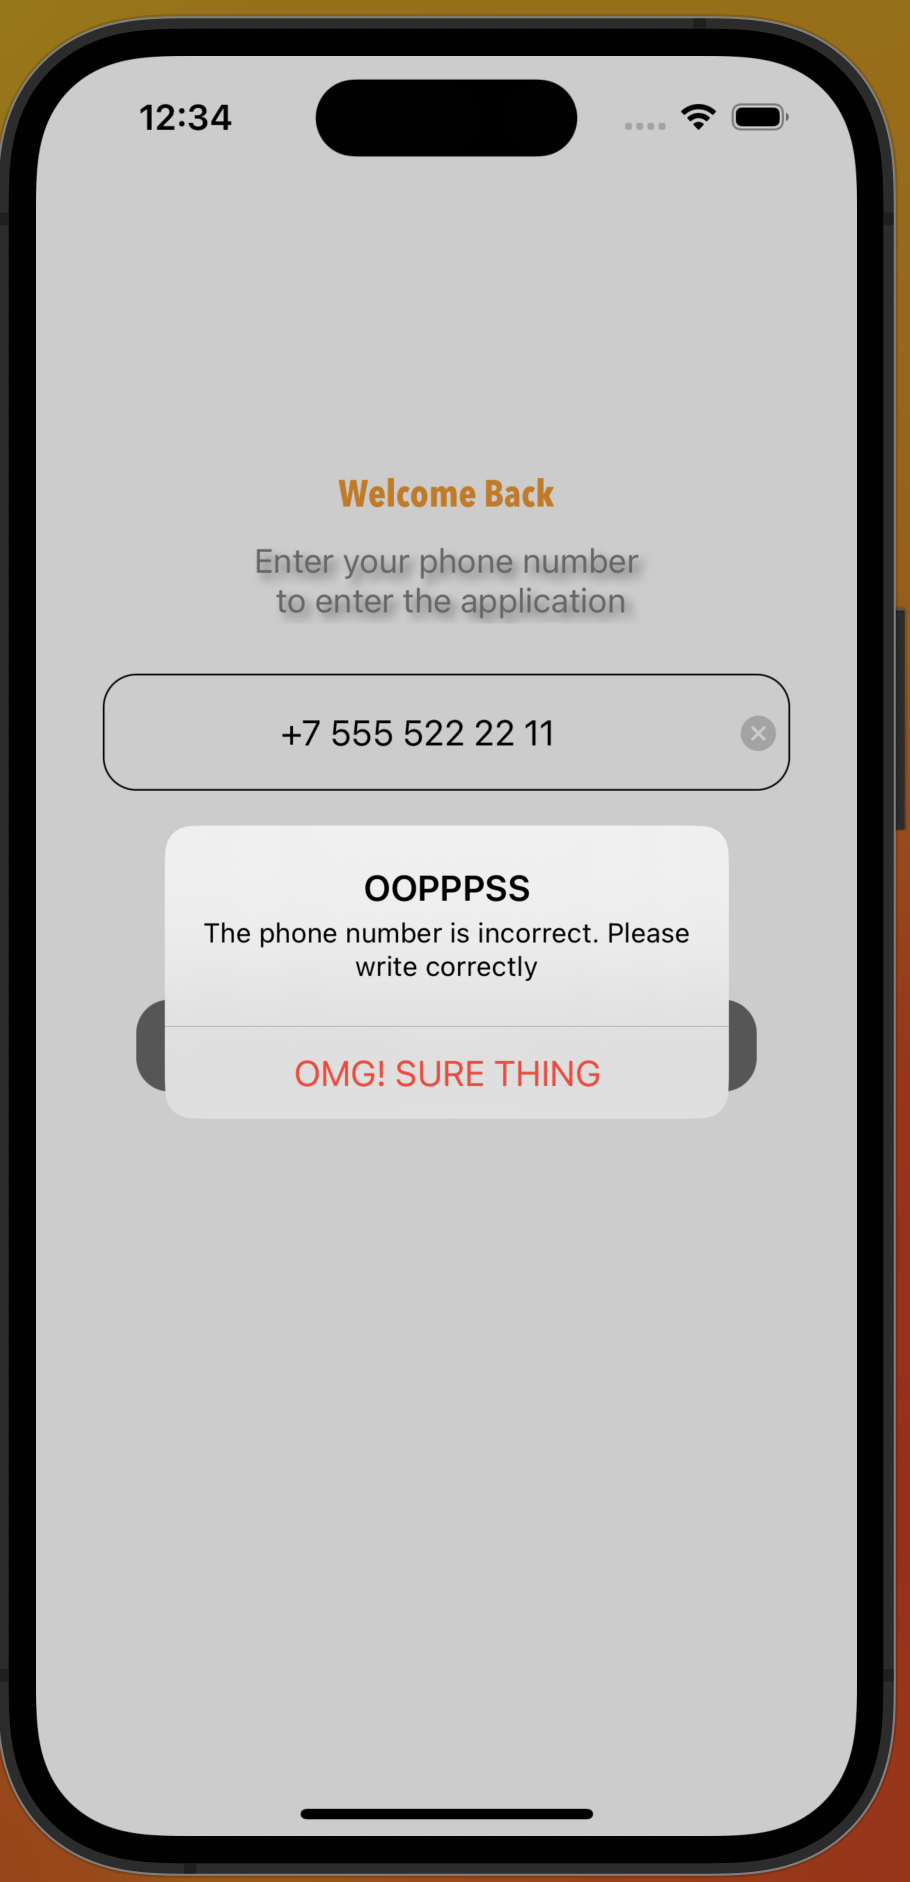 12:34
Welcome Back
Enter your phone number
to enter the application
+7 555 522 22 11
OOPPPSS
The phone number is incorrect. Please
write correctly
OMG! SURE THING